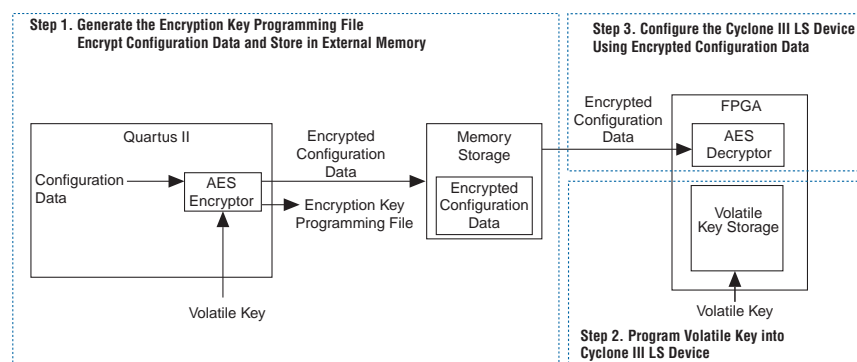 Step 1. Generate the Encryption Key Programming File
Encrypt Configuration Data and Store in External Memory
Quartus II
Configuration
Data
AES
Encryptor
Encrypted
Configuration
Data
Encryption Key
Programming File
Volatile Key
Memory
Storage
Encrypted
Configuration
Data
Step 3. Configure the Cyclone III LS Device
Using Encrypted Configuration Data
Encrypted
Configuration
Data
FPGA
AES
Decryptor
Volatile
Key Storage
Volatile Key
Step 2. Program Volatile Key into
Cyclone III LS Device